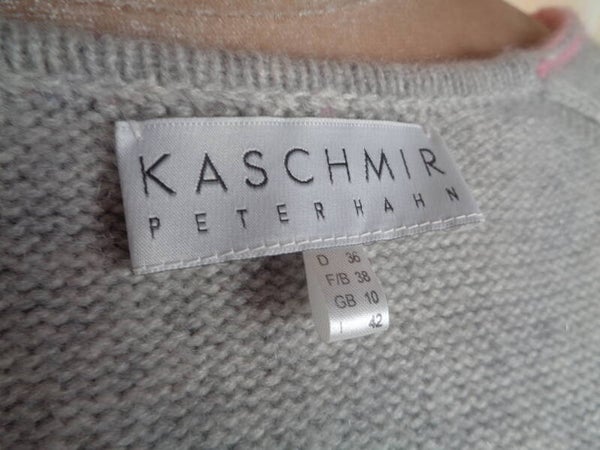 KASCHMIR
PETER HAHN
D 36
F/B 38
GB 10
I 42